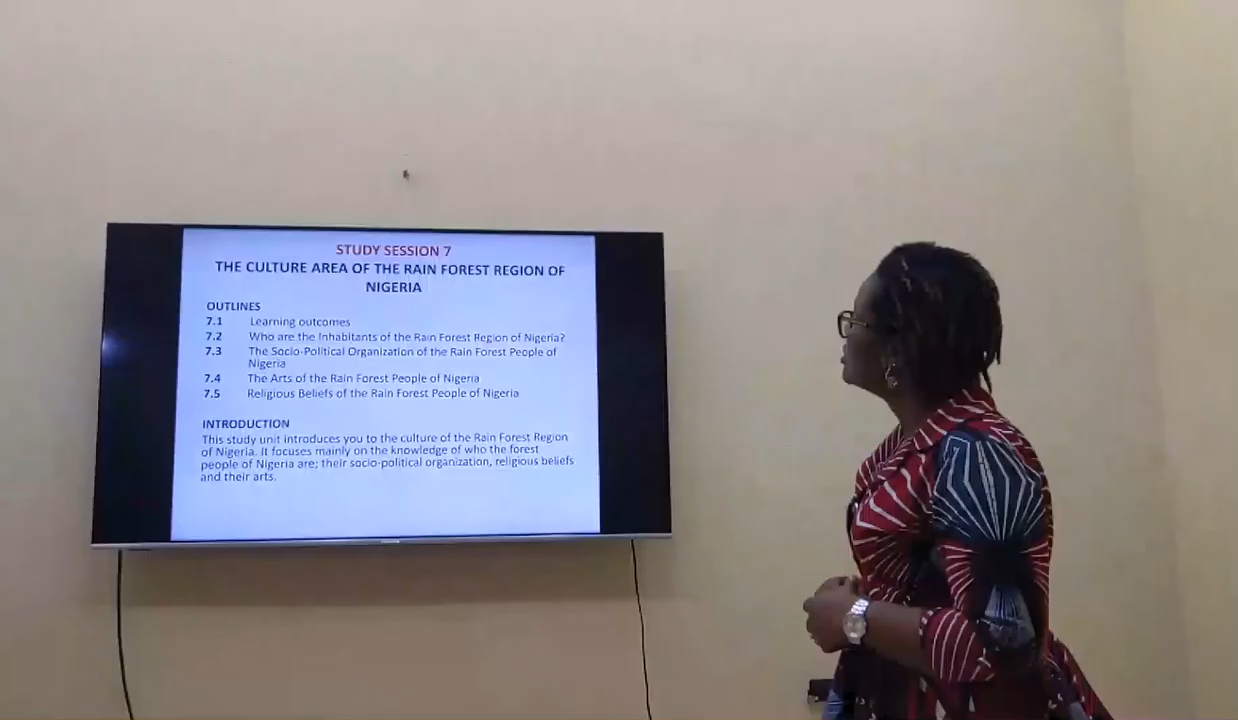 STUDY SESSION 7
THE CULTURE AREA OF THE RAIN FOREST REGION OF
NIGERIA
OUTLINES
7.1 Learning outcomes
7.2 Who are the Inhabitants of the Rain Forest Region of Nigeria?
7.3 The Socio-Political Organization of the Rain Forest People of
Nigeria
7.4 The Arts of the Rain Forest People of Nigeria
7.5 Religious Beliefs of the Rain Forest People of Nigeria
INTRODUCTION
This study unit introduces you to the culture of the Rain Forest Region
of Nigeria. It focuses mainly on the knowledge of who the forest
people of Nigeria are; their socio-political organization, religious beliefs
and their arts.